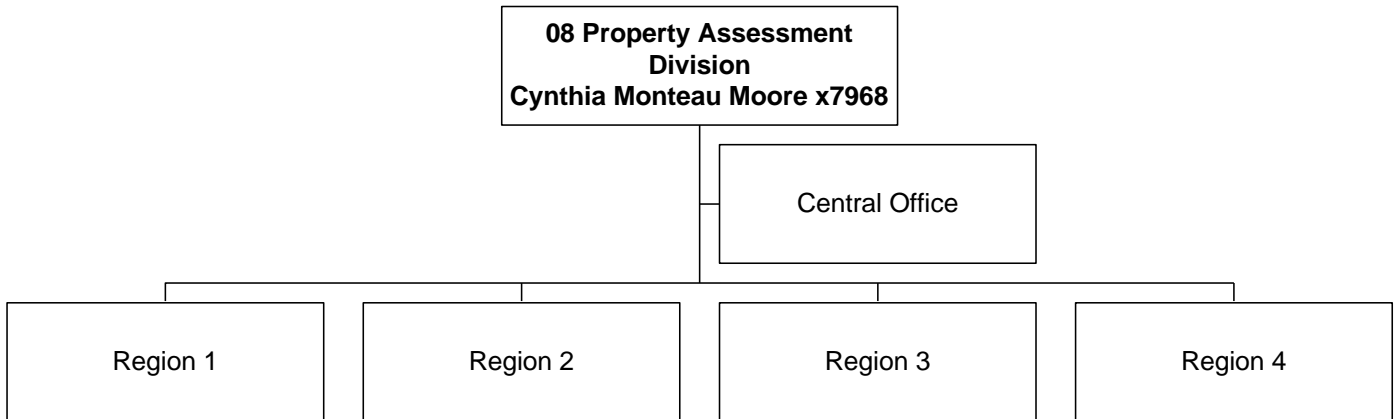 08 Property Assessment
Division
Cynthia Monteau Moore x7968
Central Office
Region 1
Region 2
Region 3
Region 4